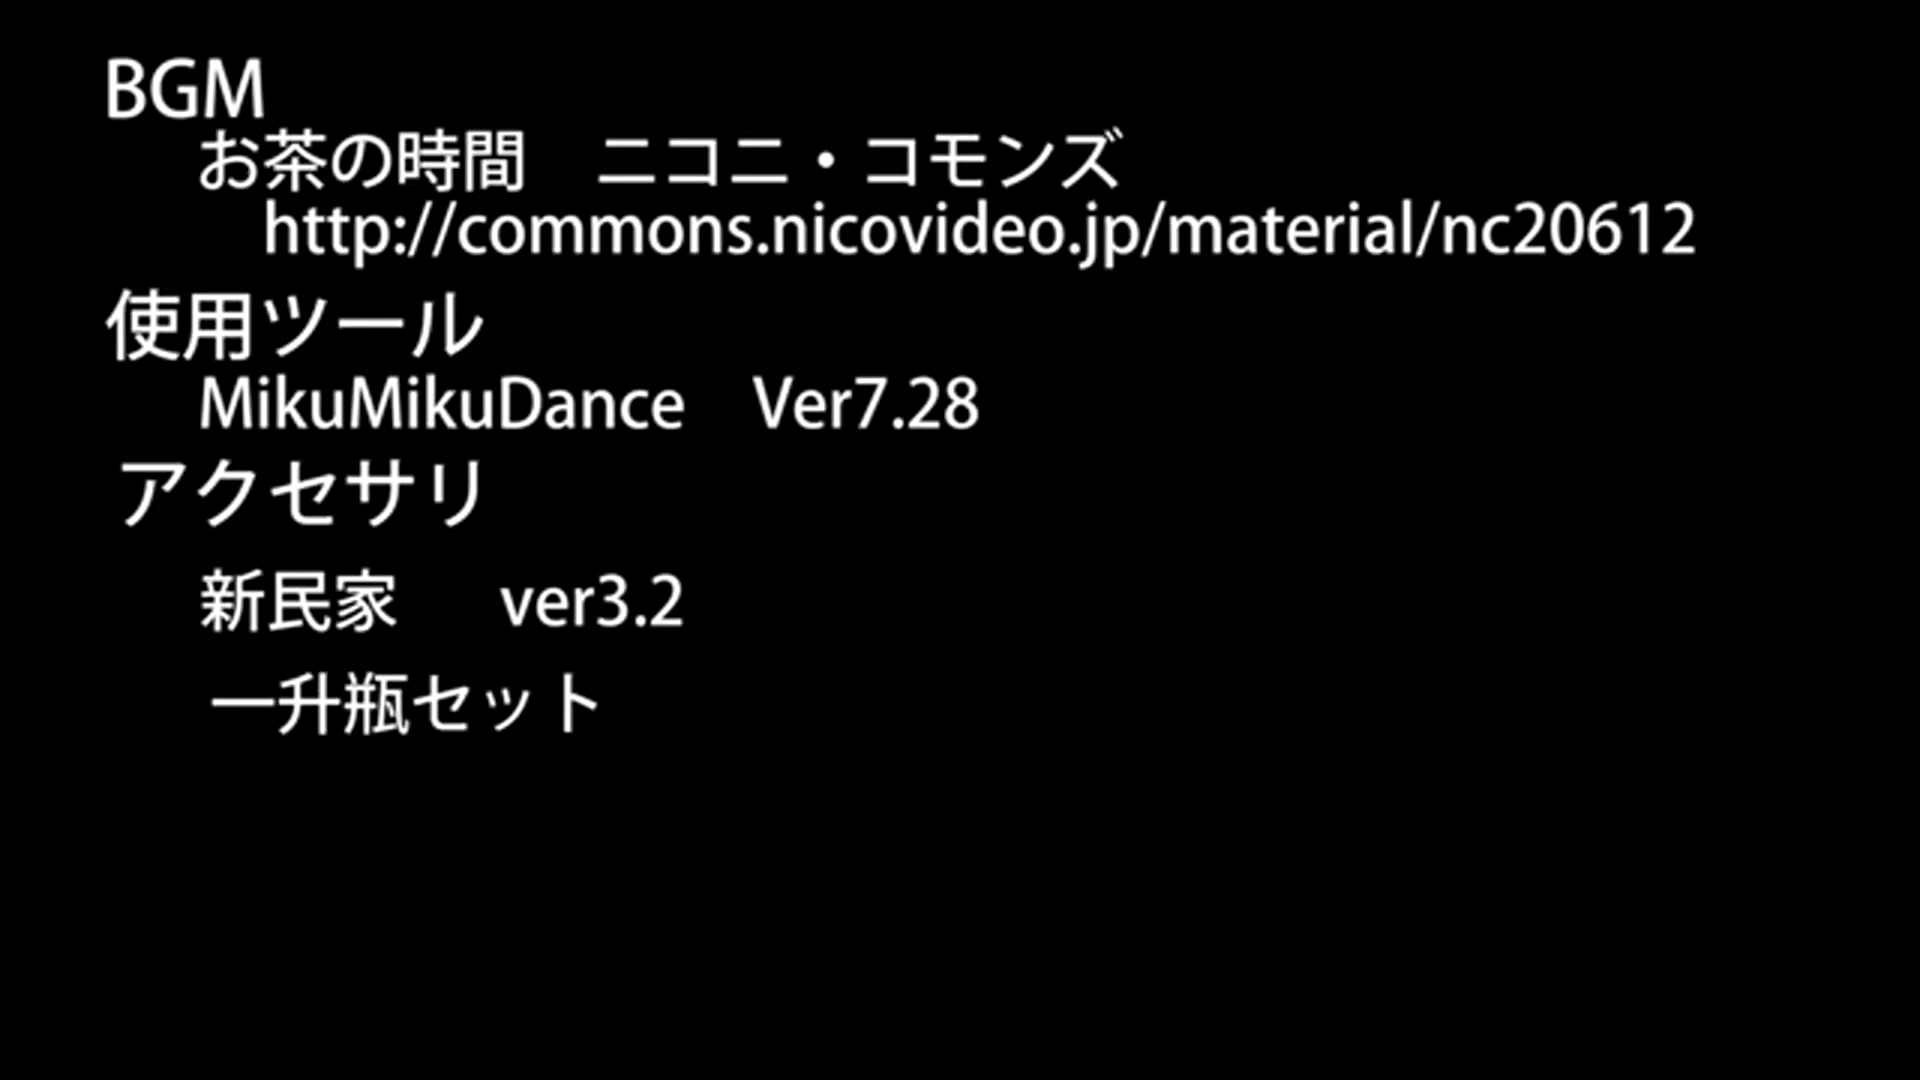 BGM
お茶の時間　ニコニ・コモンズ
http://commons.nicovideo.jp/material/nc20612
使用ツール
MikuMikuDance　Ver7.28
アクセサリ
新民家　ver3.2
一升瓶セット